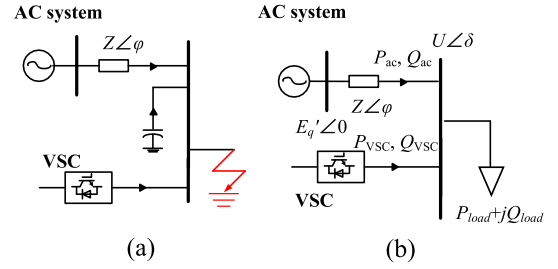 AC system
Z∠φ
VSC
(a)
AC system
U∠δ
Pac, Qac
Z∠φ
Eq'∠0
PVSC, QVSC
VSC
Pload+jQload
(b)